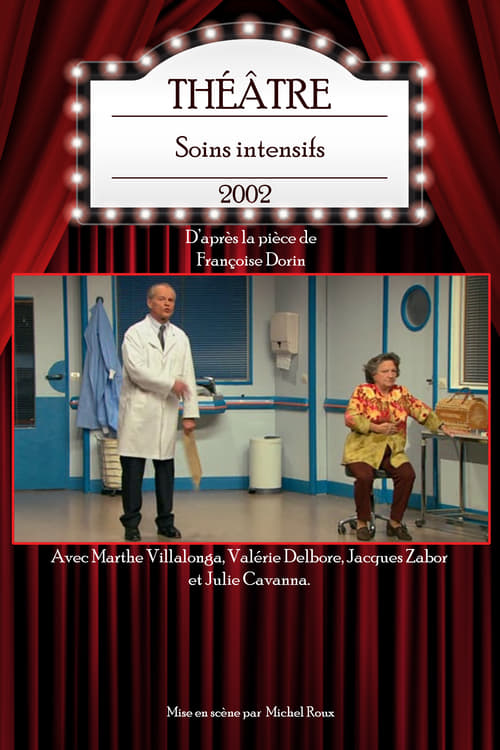 THÉÂTRE
Soins intensifs
2002
D'après la pièce de
Françoise Dorin
Avec Marthe Villalonga, Valérie Delbore, Jacques Zabor
et Julie Cavanna.
Mise en scène par Michel Roux